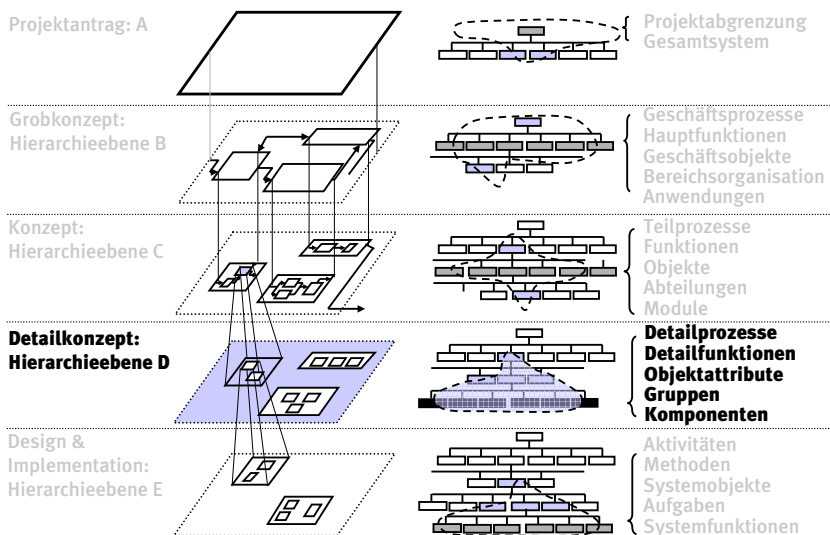 Projektantrag: A
Projektabgrenzung
Gesamtsystem
Grobkonzept:
Hierarchieebene B
Geschäftsprozesse
Hauptfunktionen
Geschäftsobjekte
Bereichsorganisation
Anwendungen
Konzept:
Hierarchieebene C
Teilprozesse
Funktionen
Objekte
Abteilungen
Module
Detailkonzept:
Hierarchieebene D
Detailprozesse
Detailfunktionen
Objektattribute
Gruppen
Komponenten
Design &
Implementation:
Hierarchieebene E
Aktivitäten
Methoden
Systemobjekte
Aufgaben
Systemfunktionen